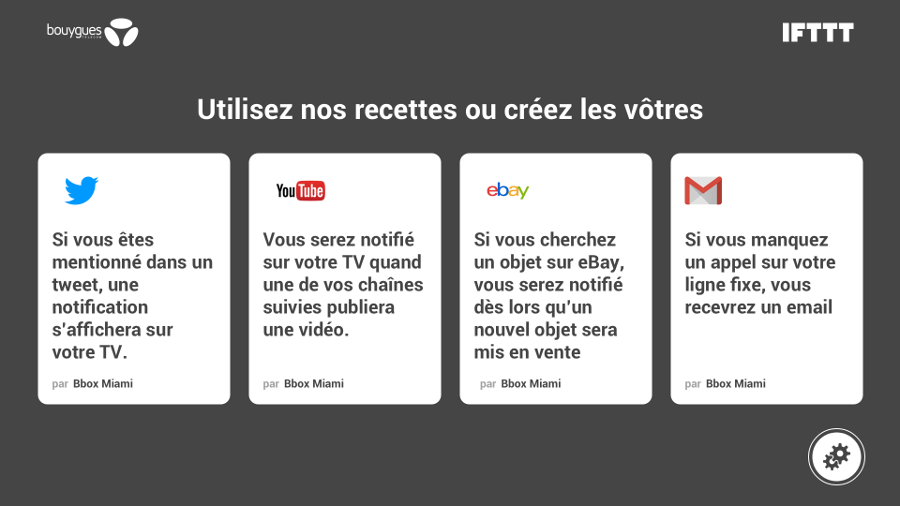 bouygues
TELECOM
IFTTT
Utilisez nos recettes ou créez les vôtres
Si vous êtes
mentionné dans un
tweet, une
notification
s'affichera sur
votre TV.
par Bbox Miami
YouTube
Vous serez notifié
sur votre TV quand
une de vos chaînes
suivies publiera
une vidéo.
par Bbox Miami
ebay
Si vous cherchez
un objet sur eBay,
vous serez notifié
dès lors qu'un
nouvel objet sera
mis en vente
par Bbox Miami
Si vous manquez
un appel sur votre
ligne fixe, vous
recevrez un email
par Bbox Miami